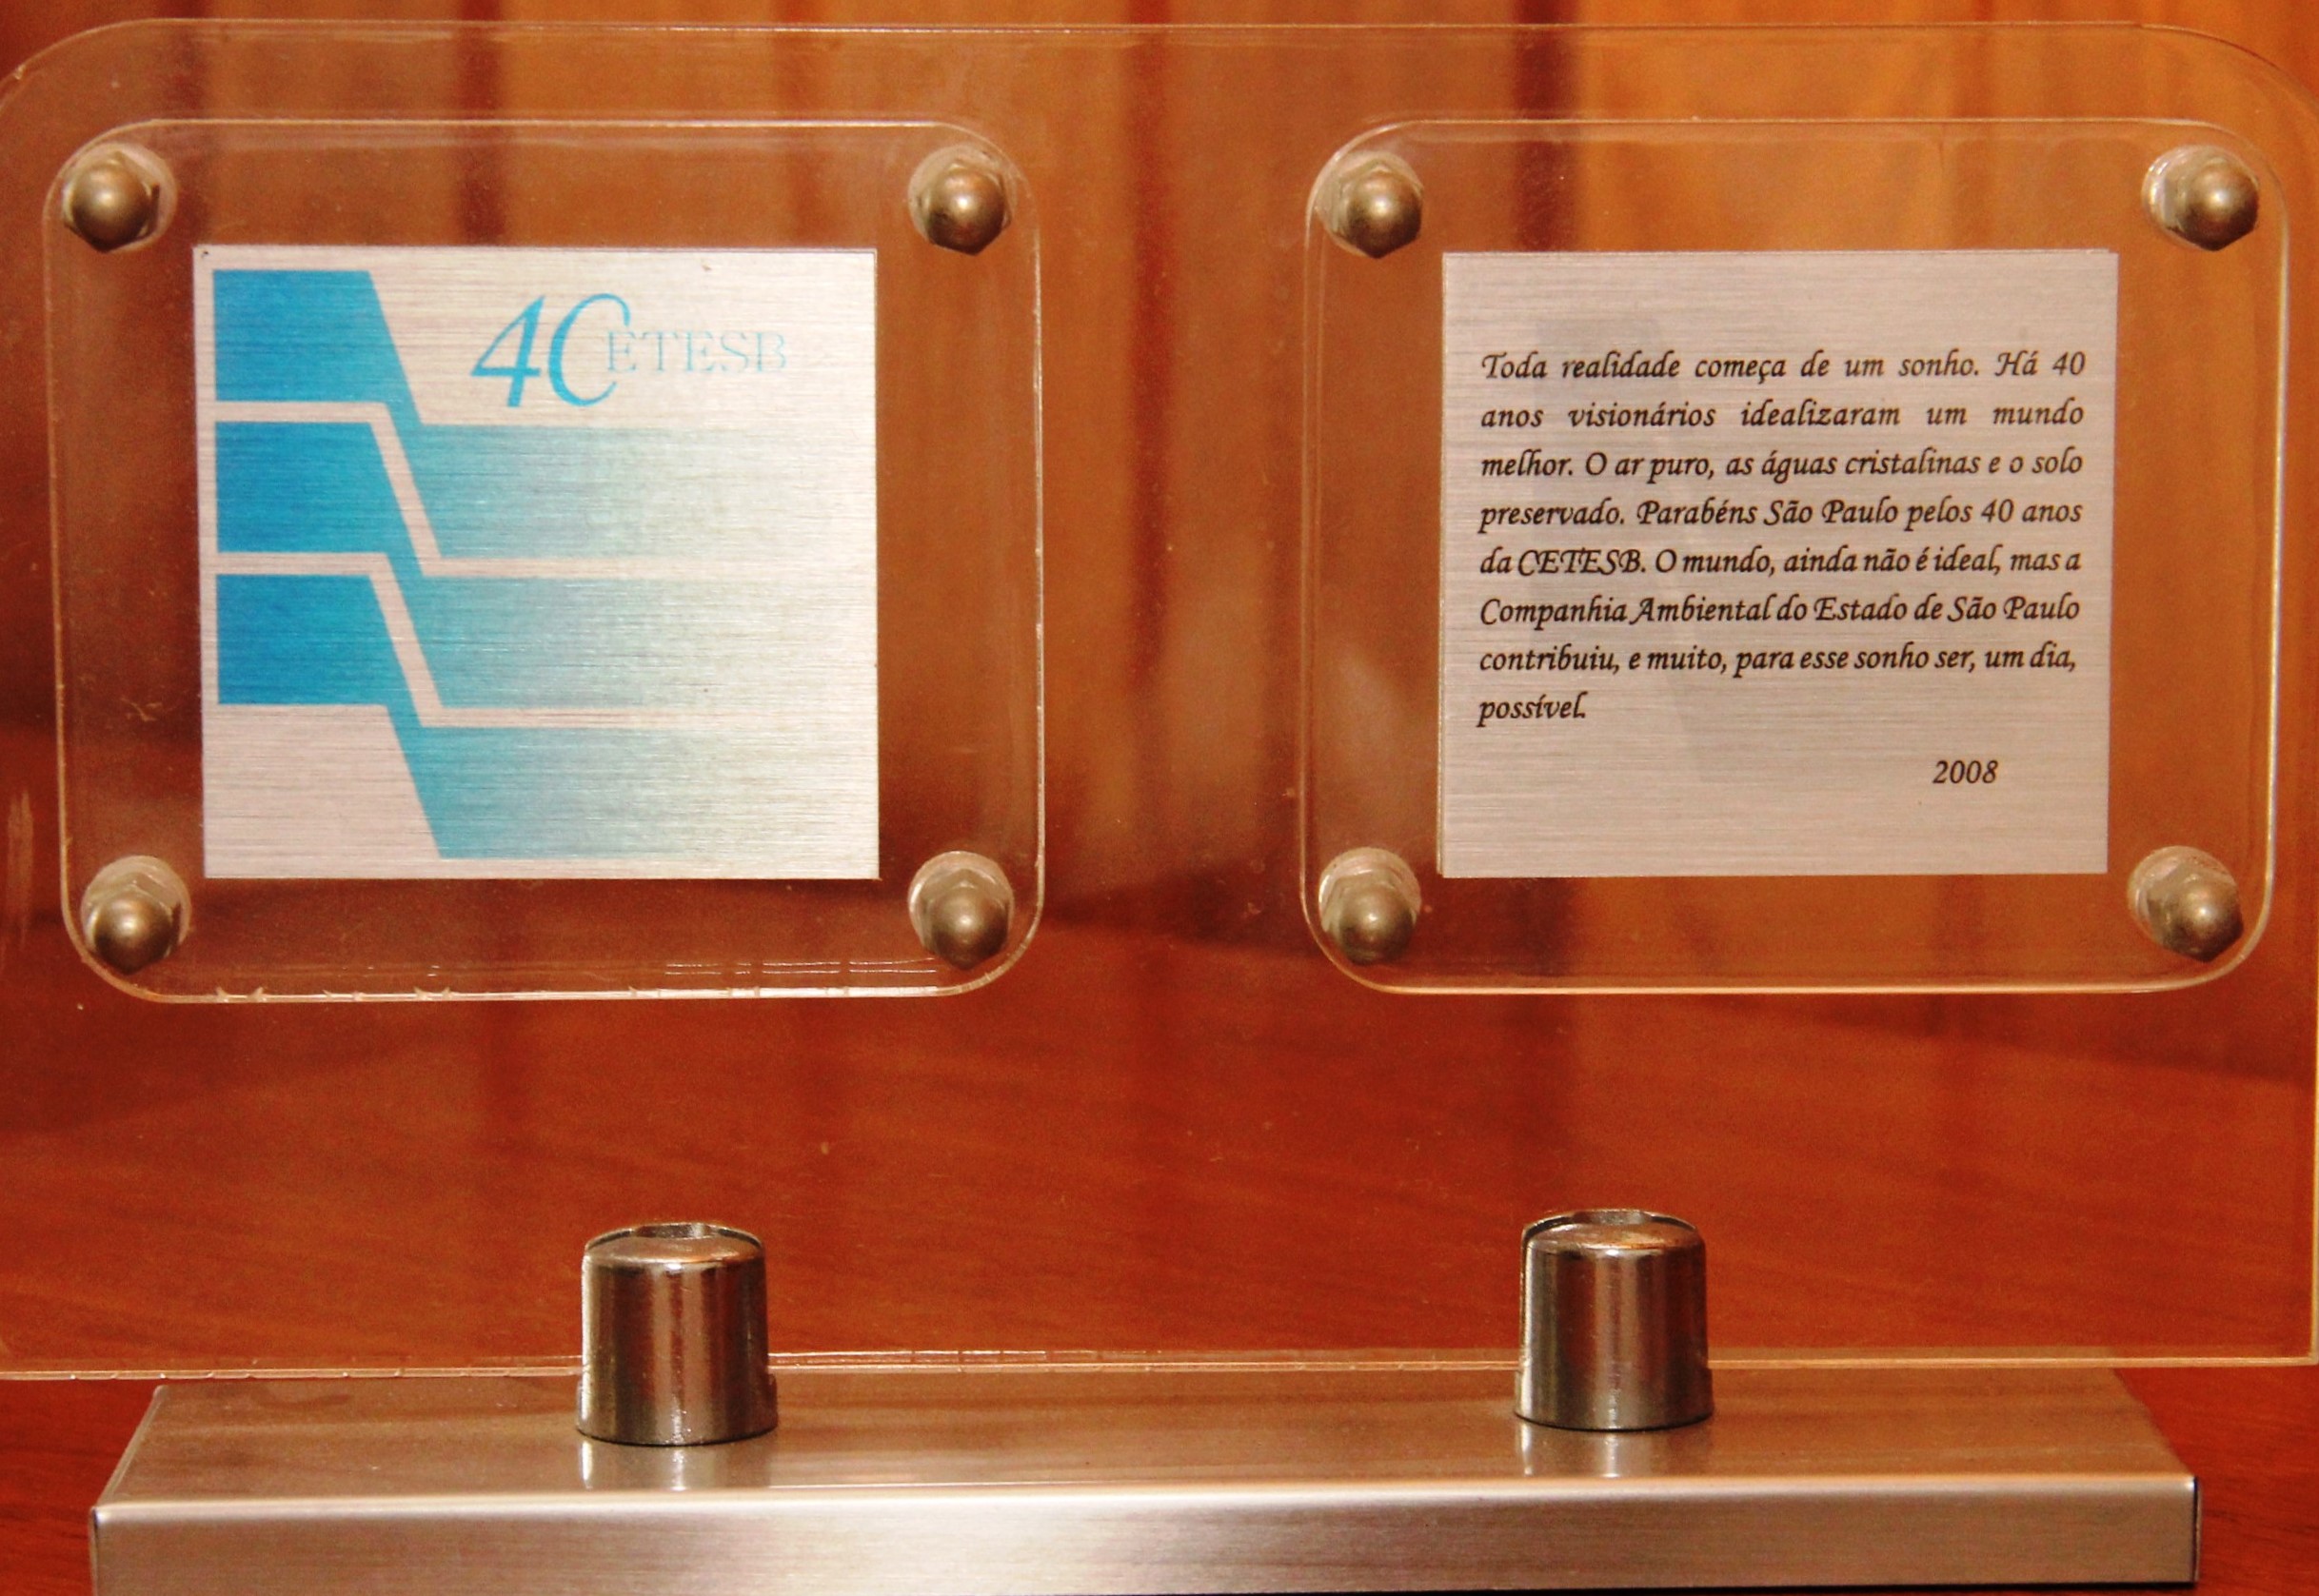 4CETESB
Toda realidade começa de um sonho. Há 40
anos visionários idealizaram um mundo
melhor. O ar puro, as águas cristalinas e o solo
preservado. Parabéns São Paulo pelos 40 anos
da CETESB. O mundo, ainda não é ideal, mas a
Companhia Ambiental do Estado de São Paulo
contribuiu, e muito, para esse sonho ser, um dia,
possível.
2008